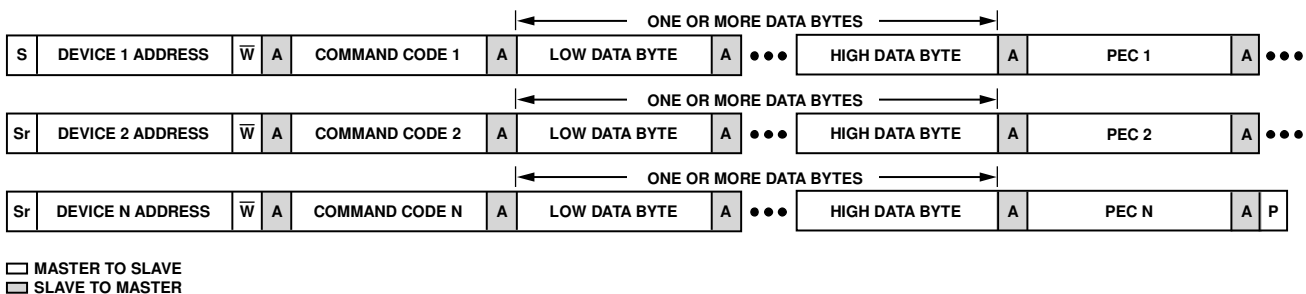 ONE OR MORE DATA BYTES
S DEVICE 1 ADDRESS W̅ A COMMAND CODE 1 A LOW DATA BYTE A ••• HIGH DATA BYTE A PEC 1 A •••
ONE OR MORE DATA BYTES
Sr DEVICE 2 ADDRESS W̅ A COMMAND CODE 2 A LOW DATA BYTE A ••• HIGH DATA BYTE A PEC 2 A •••
ONE OR MORE DATA BYTES
Sr DEVICE N ADDRESS W̅ A COMMAND CODE N A LOW DATA BYTE A ••• HIGH DATA BYTE A PEC N A P
MASTER TO SLAVE
SLAVE TO MASTER